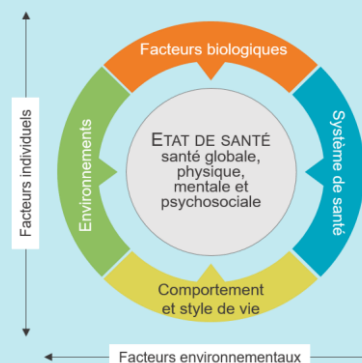 Facteurs biologiques
Facteurs individuels
Environnements
ETAT DE SANTÉ
santé globale,
physique,
mentale et
psychosociale
Système de santé
Comportement
et style de vie
Facteurs environnementaux